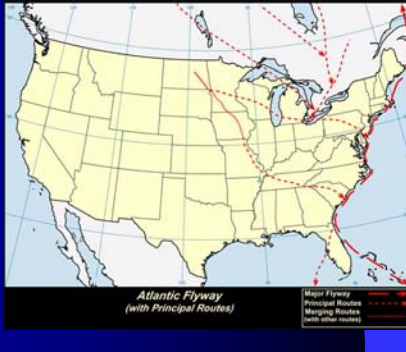 Atlantic Flyway
(with Principal Routes)
Major Flyway
Principal Routes
Merging Routes
(with other routes)